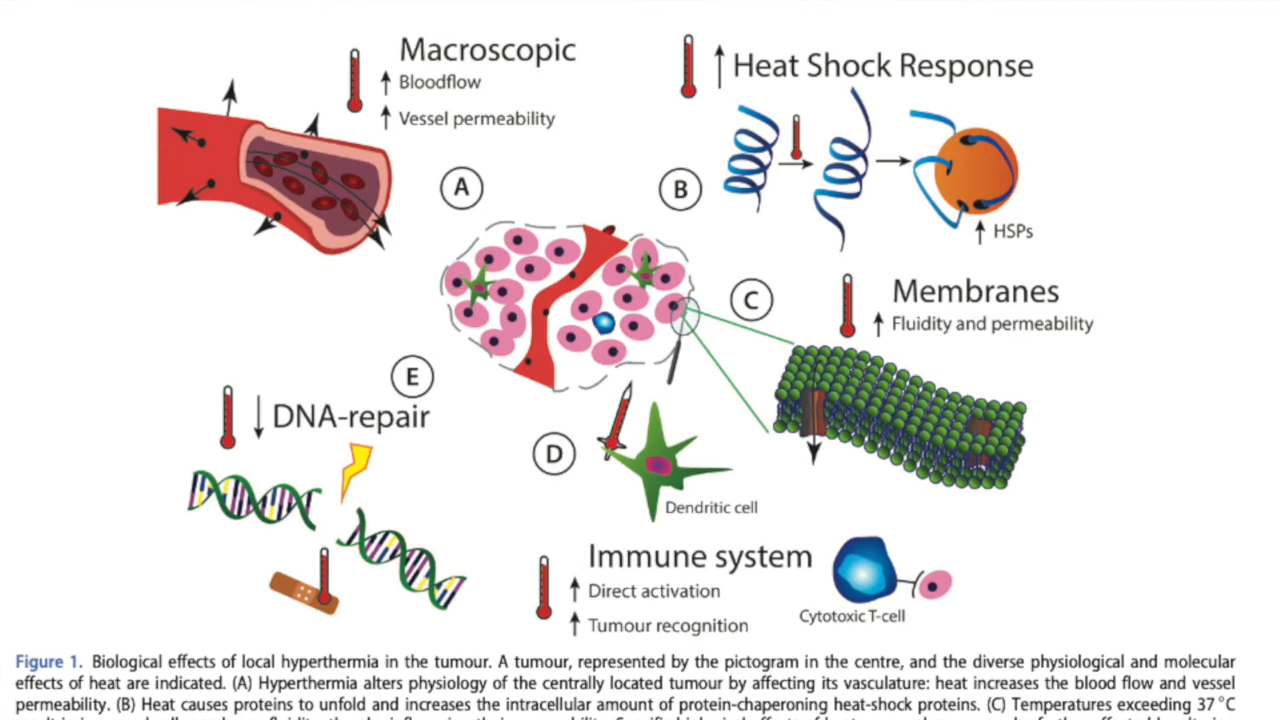 Macroscopic
Bloodflow
Vessel permeability
Heat Shock Response
A
B
HSPs
C
Membranes
Fluidity and permeability
E
DNA-repair
D
Dendritic cell
Immune system
Direct activation
Tumour recognition
Cytotoxic T-cell
Figure 1. Biological effects of local hyperthermia in the tumour. A tumour, represented by the pictogram in the centre, and the diverse physiological and molecular
effects of heat are indicated. (A) Hyperthermia alters physiology of the centrally located tumour by affecting its vasculature: heat increases the blood flow and vessel
permeability. (B) Heat causes proteins to unfold and increases the intracellular amount of protein-chaperoning heat-shock proteins. (C) Temperatures exceeding 37 °C